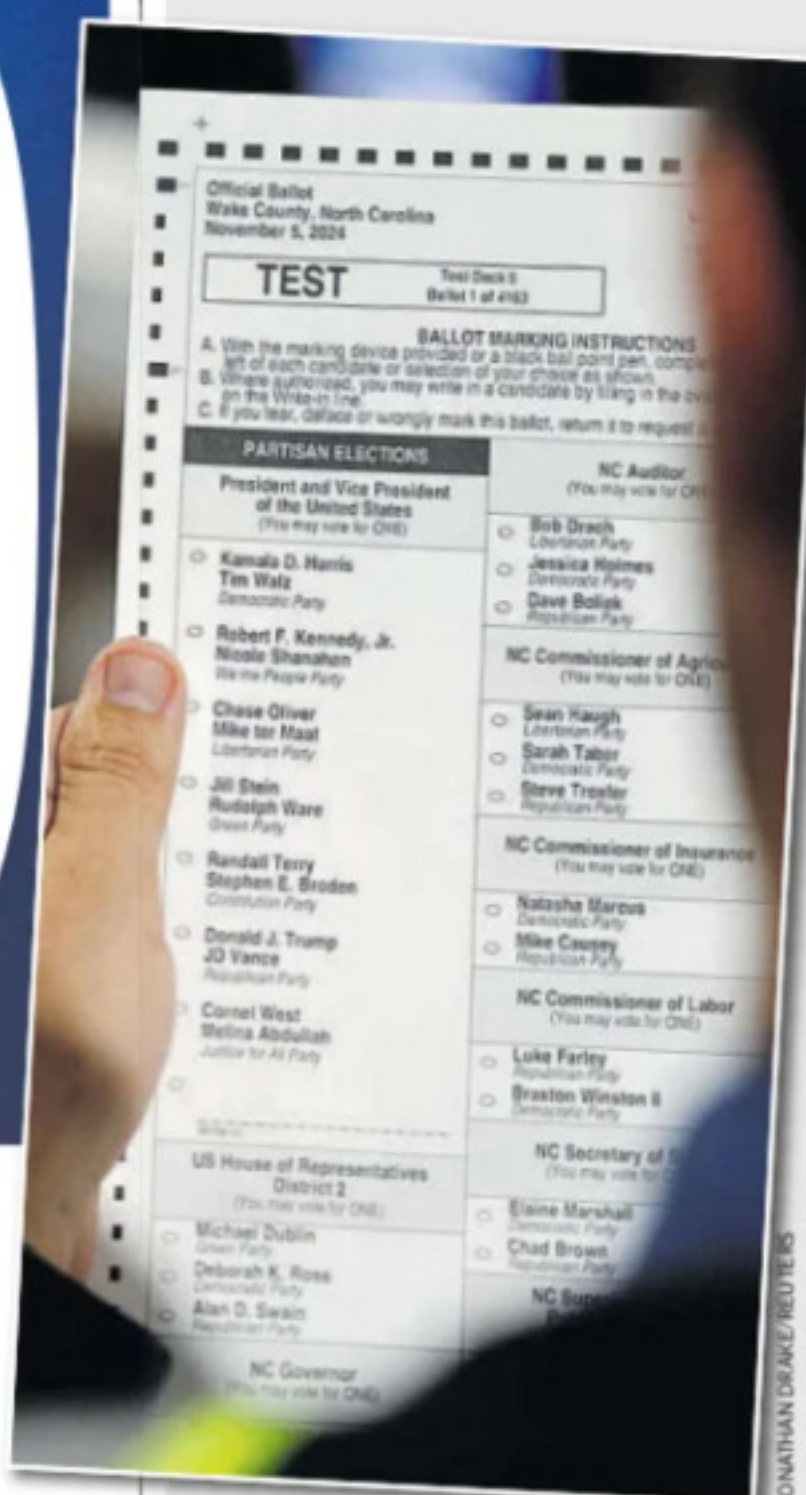 Official Ballot
Wake County, North Carolina
November 5, 2024
TEST
Test Deck
Ballot 1 of 4163
BALLOT MARKING INSTRUCTIONS
A. With the marking device provided or a black ball point pen,
left of each candidate or selection of your choice as shown.
B. Where authorized, you may write in a candidate by filling in the
on the Write-in line.
C. If you tear, deface or wrongly mark this ballot, return it to request
PARTISAN ELECTIONS
President and Vice President
of the United States
(You may vote for ONE)
Kamala D. Harris
Tim Walz
Democratic Party
Robert F. Kennedy, Jr.
Nicole Shanahan
We the People Party
Chase Oliver
Mike ter Maat
Libertarian Party
Jill Stein
Rudolph Ware
Green Party
Randall Terry
Stephen E. Broden
Constitution Party
Donald J. Trump
JD Vance
Republican Party
Cornel West
Melina Abdullah
Justice for All Party
US House of Representatives
District 2
(You may vote for ONE)
Michael Dublin
Green Party
Deborah K. Ross
Democratic Party
Alan D. Swain
Republican Party
NC Governor
(You may vote for ONE)
NC Auditor
(You may vote for
Bob Drach
Libertarian Party
Jessica Holmes
Democratic Party
Dave Boliek
Republican Party
NC Commissioner of
(You may vote for ONE)
Sean Haugh
Libertarian Party
Sarah Taber
Democratic Party
Steve Troxler
Republican Party
NC Commissioner of Insurance
(You may vote for ONE)
Natasha Marcus
Democratic Party
Mike Causey
Republican Party
NC Commissioner of Labor
(You may vote for ONE)
Luke Farley
Republican Party
Braxton Winston II
Democratic Party
NC Secretary of
(You may vote for
Elaine Marshall
Democratic Party
Chad Brown
Republican Party
NC
ONATHAN DRAKE/REUTERS